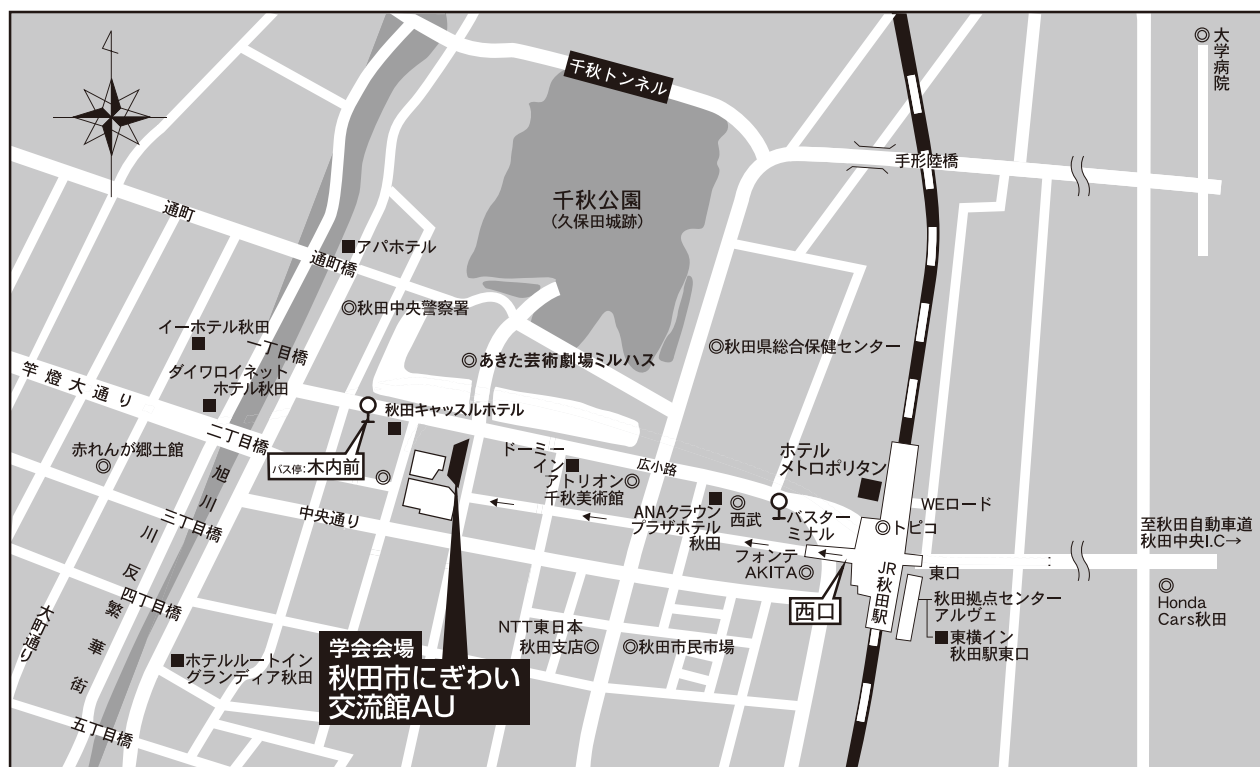 ◎大学病院
千秋トンネル
手形陸橋
千秋公園
(久保田城跡)
通町
■アパホテル
通町橋
◎秋田中央警察署
イーホテル秋田
■
一丁目橋
◎あきた芸術劇場ミルハス
◎秋田県総合保健センター
竿燈大通り
ダイワロイネット
ホテル秋田
■
秋田キャッスルホテル
■
二丁目橋
赤れんが郷土館
◎
バス停:木内前
◎
旭川
ドーミー
イン■
アトリオン◎
千秋美術館
広小路
ホテル
メトロポリタン
三丁目橋
中央通り
ANAクラウン
プラザホテル
秋田
■
◎
西武
バスター
ミナル
◎トピコ
WEロード
至秋田自動車道
秋田中央I.C→
フォンテ
AKITA◎
西口
JR秋田駅
東口
四丁目橋
川反繁華街
大町通り
秋田拠点センター
アルヴェ
■東横イン
秋田駅東口
◎
Honda
Cars秋田
NTT東日本
秋田支店◎
◎秋田市民市場
学会会場
秋田市にぎわい
交流館AU
■ホテルルートイン
グランディア秋田
五丁目橋